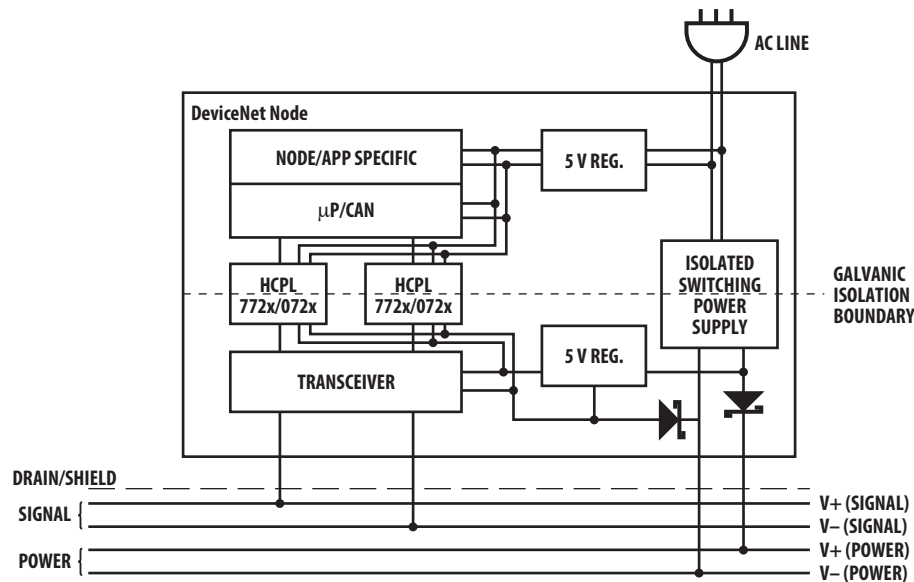 AC LINE
DeviceNet Node
NODE/APP SPECIFIC
5 V REG.
μP/CAN
HCPL
772x/072x
HCPL
772x/072x
ISOLATED
SWITCHING
POWER
SUPPLY
GALVANIC
ISOLATION
BOUNDARY
5 V REG.
TRANSCEIVER
DRAIN/SHIELD
SIGNAL
V+ (SIGNAL)
V– (SIGNAL)
POWER
V+ (POWER)
V– (POWER)